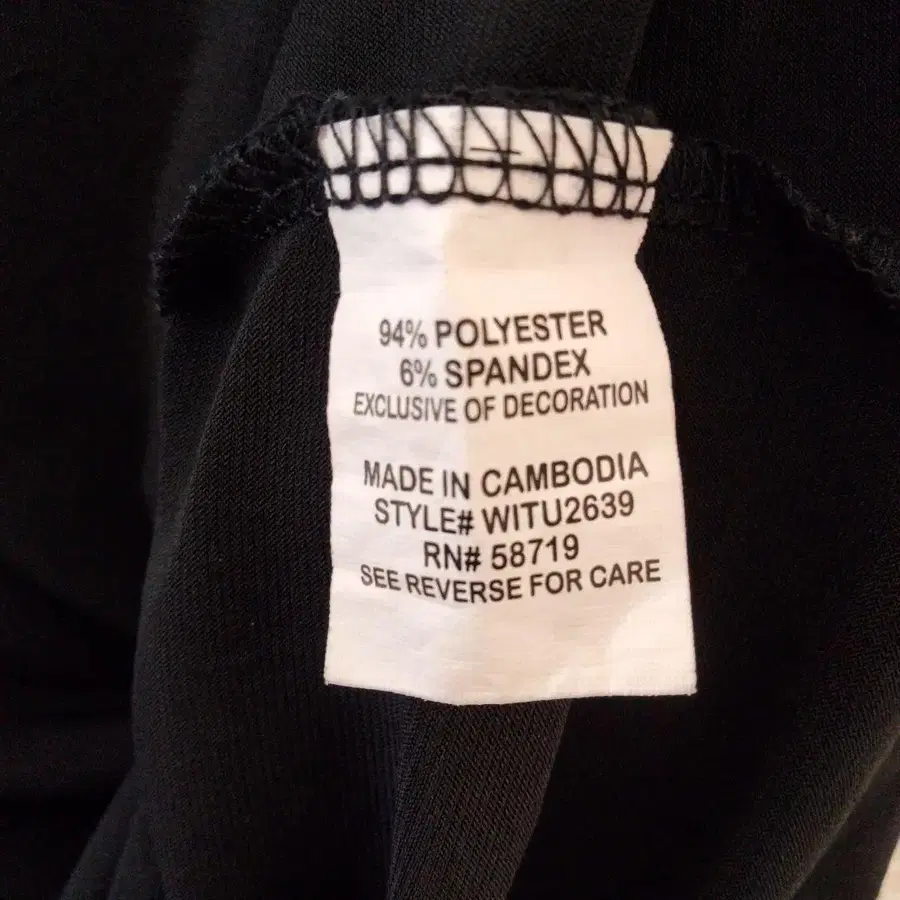 94% POLYESTER
6% SPANDEX
EXCLUSIVE OF DECORATION
MADE IN CAMBODIA
STYLE# WITU2639
RN# 58719
SEE REVERSE FOR CARE